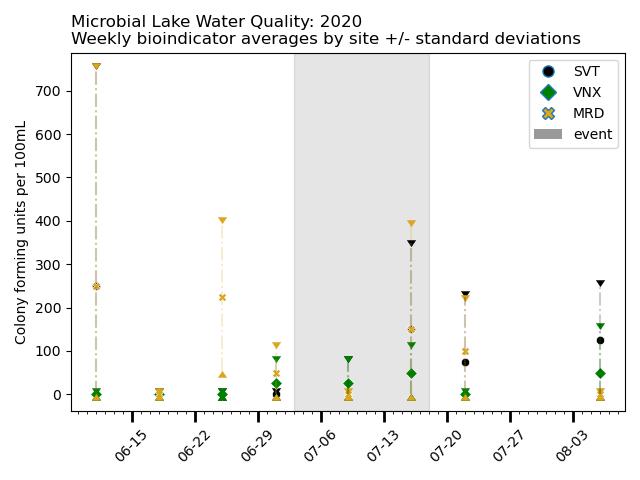 Microbial Lake Water Quality: 2020
Weekly bioindicator averages by site +/- standard deviations
SVT
VNX
MRD
event
Colony forming units per 100mL
700
600
500
400
300
200
100
0
06-15
06-22
06-29
07-06
07-13
07-20
07-27
08-03